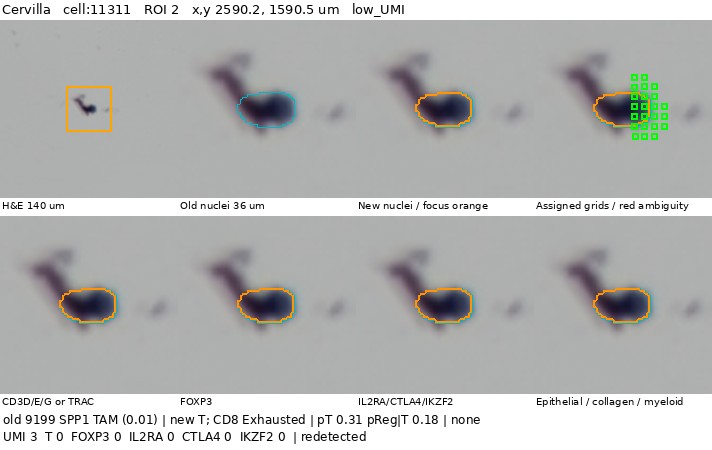 Cervilla   cell:11311   ROI 2   x,y 2590.2, 1590.5 um   low_UMI
H&E 140 um
Old nuclei 36 um
New nuclei / focus orange
Assigned grids / red ambiguity
CD3D/E/G or TRAC
FOXP3
IL2RA/CTLA4/IKZF2
Epithelial / collagen / myeloid
old 9199 SPP1 TAM (0.01) | new T; CD8 Exhausted | pT 0.31 pReg|T 0.18 | none
UMI 3  T 0  FOXP3 0  IL2RA 0  CTLA4 0  IKZF2 0  | redetected